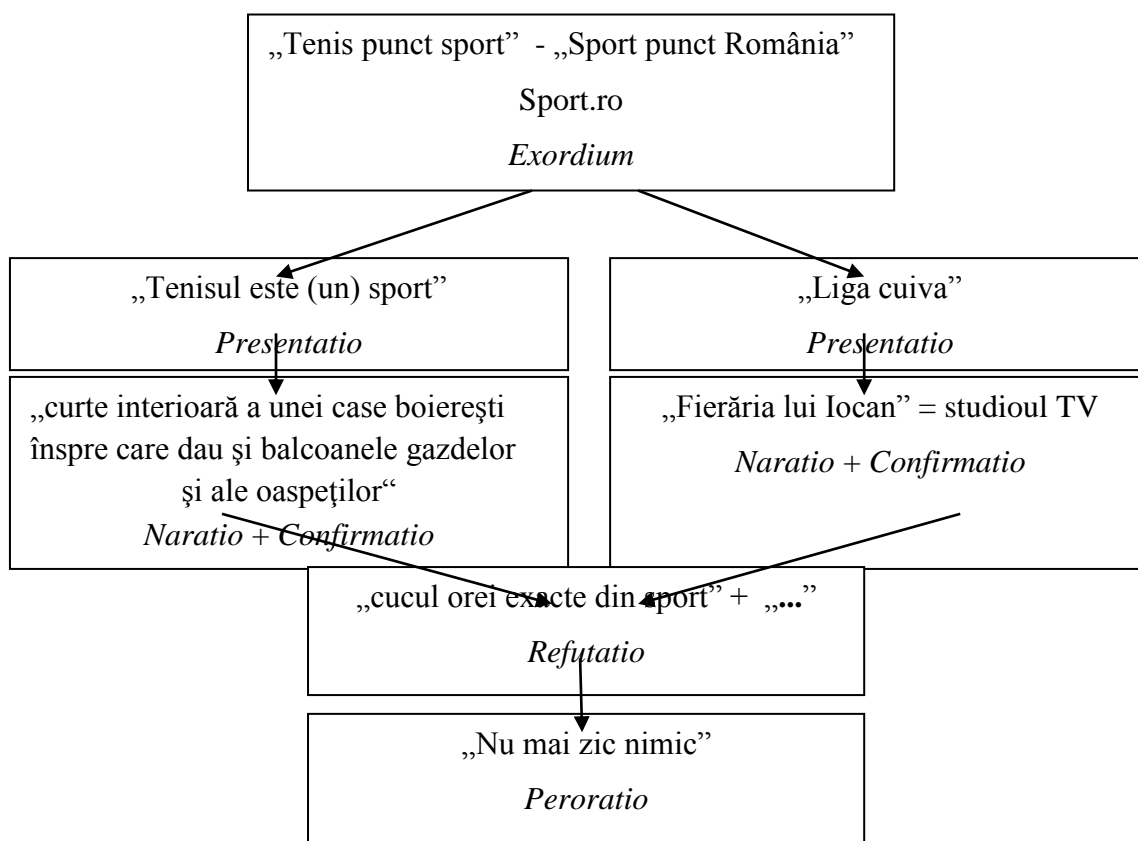 „Tenis punct sport” - „Sport punct România”
Sport.ro
Exordium
„Tenisul este (un) sport”
Presentatio
„Liga cuiva”
Presentatio
„curte interioară a unei case boiereşti
înspre care dau şi balcoanele gazdelor
şi ale oaspeţilor“
Naratio + Confirmatio
„Fierăria lui Iocan” = studioul TV
Naratio + Confirmatio
„cucul orei exacte din sport” + „...”
Refutatio
„Nu mai zic nimic”
Peroratio